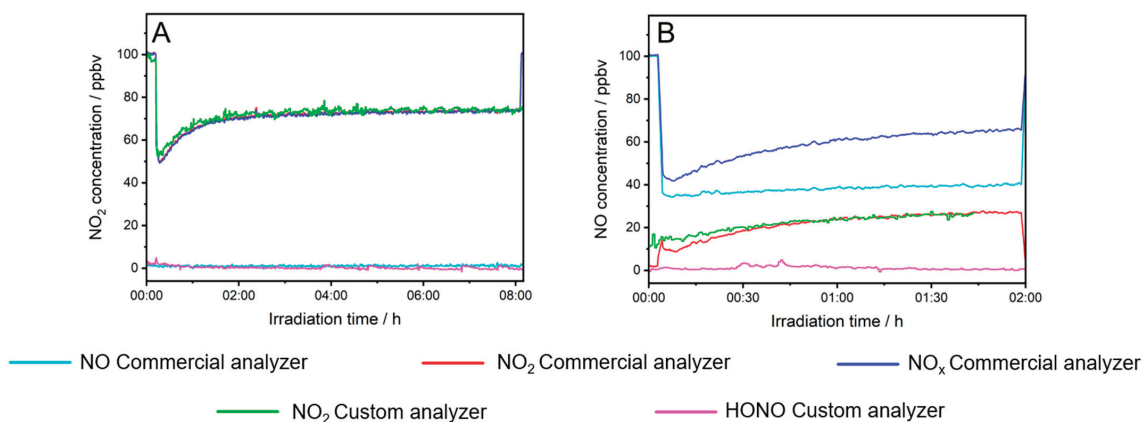 A
B
NO₂ concentration / ppbv
100
80
60
40
20
0
00:00 02:00 04:00 06:00 08:00
Irradiation time / h
NO concentration / ppbv
100
80
60
40
20
0
00:00 00:30 01:00 01:30 02:00
Irradiation time / h
NO Commercial analyzer
NO₂ Commercial analyzer
NOₓ Commercial analyzer
NO₂ Custom analyzer
HONO Custom analyzer